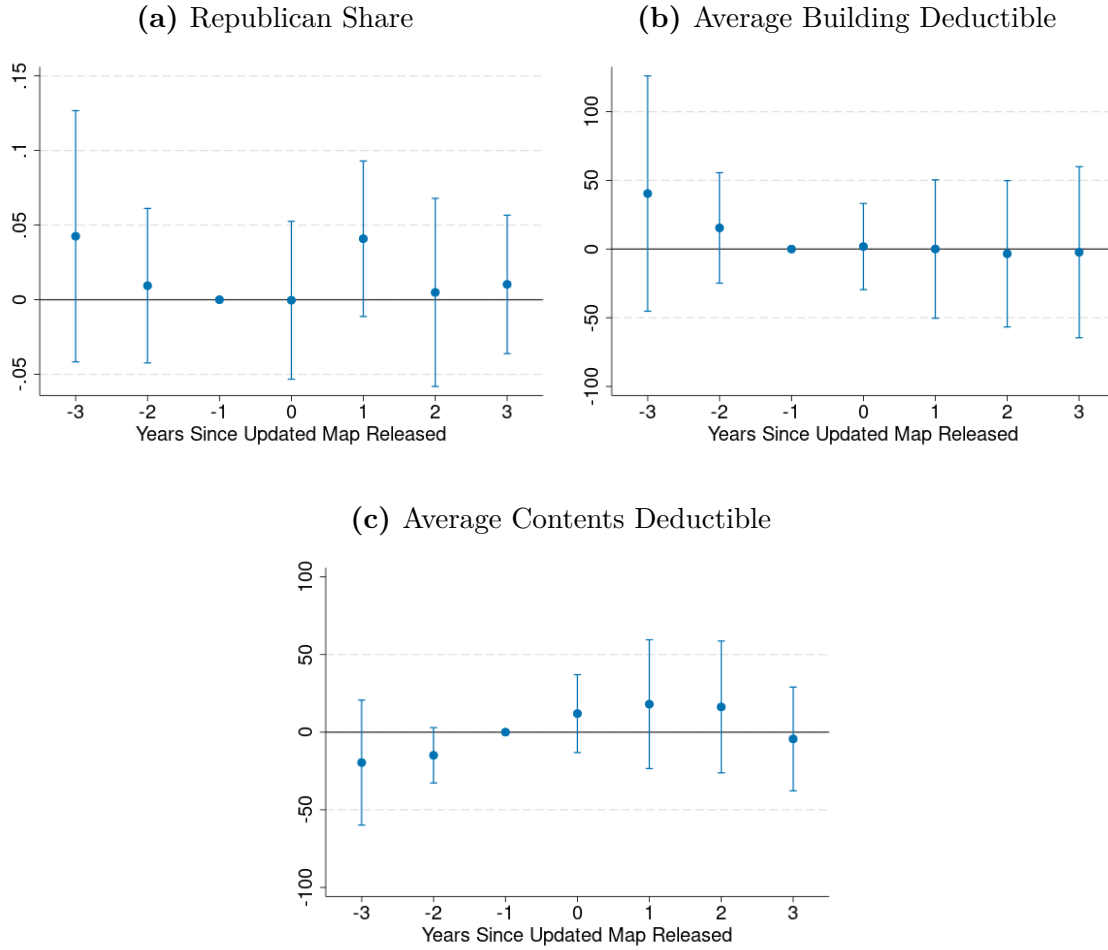 (a) Republican Share
.15
.1
.05
0
-.05
-3 -2 -1 0 1 2 3
Years Since Updated Map Released
(b) Average Building Deductible
100
50
0
-50
-100
-3 -2 -1 0 1 2 3
Years Since Updated Map Released
(c) Average Contents Deductible
100
50
0
-50
-100
-3 -2 -1 0 1 2 3
Years Since Updated Map Released